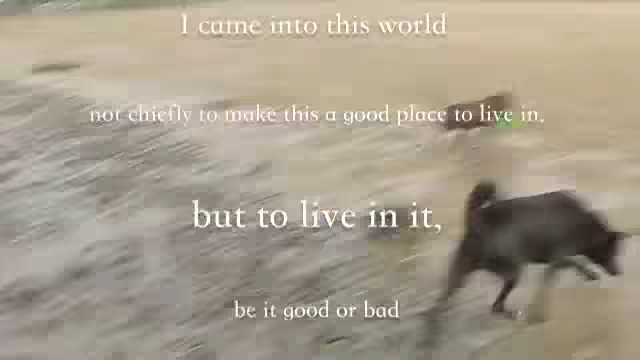 I came into this world
not chiefly to make this a good place to live in,
but to live in it,
be it good or bad